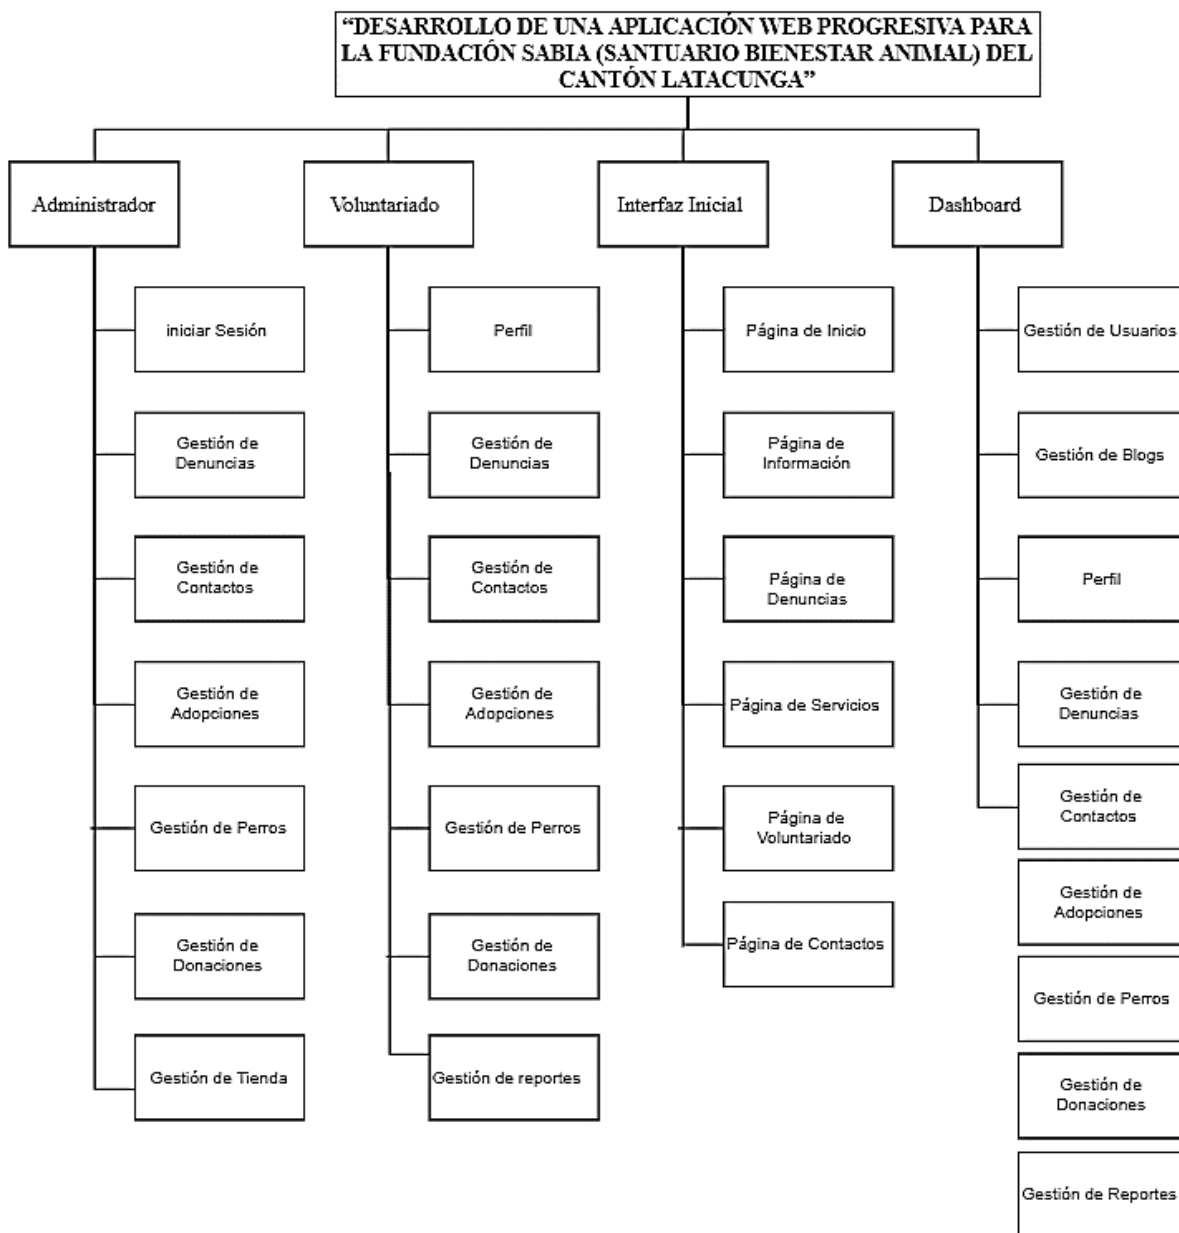 “DESARROLLO DE UNA APLICACIÓN WEB PROGRESIVA PARA
LA FUNDACIÓN SABIA (SANTUARIO BIENESTAR ANIMAL) DEL
CANTÓN LATACUNGA”
Administrador
Voluntariado
Interfaz Inicial
Dashboard
iniciar Sesión
Gestión de
Denuncias
Gestión de
Contactos
Gestión de
Adopciones
Gestión de Perros
Gestión de
Donaciones
Gestión de Tienda
Perfil
Gestión de
Denuncias
Gestión de
Contactos
Gestión de
Adopciones
Gestión de Perros
Gestión de
Donaciones
Gestión de reportes
Página de Inicio
Página de
Información
Página de
Denuncias
Página de Servicios
Página de
Voluntariado
Página de Contactos
Gestión de Usuarios
Gestión de Blogs
Perfil
Gestión de
Denuncias
Gestión de
Contactos
Gestión de
Adopciones
Gestión de Perros
Gestión de
Donaciones
Gestión de Reportes